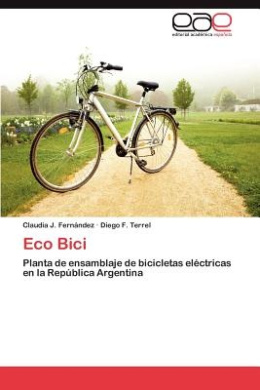 eae
editorial académica española
Claudia J. Fernández · Diego F. Terrel
Eco Bici
Planta de ensamblaje de bicicletas eléctricas
en la República Argentina